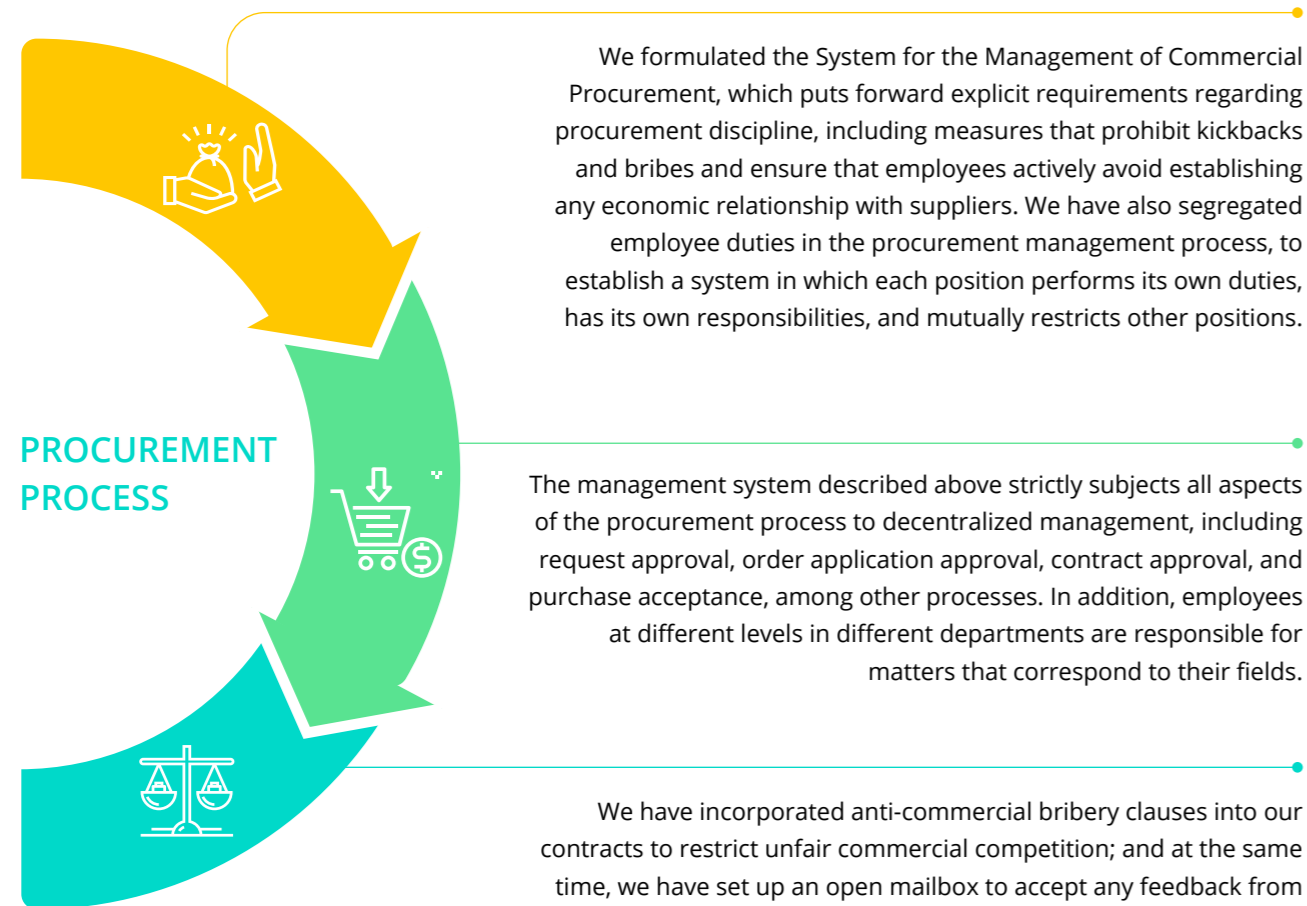 We formulated the System for the Management of Commercial
Procurement, which puts forward explicit requirements regarding
procurement discipline, including measures that prohibit kickbacks
and bribes and ensure that employees actively avoid establishing
any economic relationship with suppliers. We have also segregated
employee duties in the procurement management process, to
establish a system in which each position performs its own duties,
has its own responsibilities, and mutually restricts other positions.
PROCUREMENT
PROCESS
$
The management system described above strictly subjects all aspects
of the procurement process to decentralized management, including
request approval, order application approval, contract approval, and
purchase acceptance, among other processes. In addition, employees
at different levels in different departments are responsible for
matters that correspond to their fields.
We have incorporated anti-commercial bribery clauses into our
contracts to restrict unfair commercial competition; and at the same
time, we have set up an open mailbox to accept any feedback from